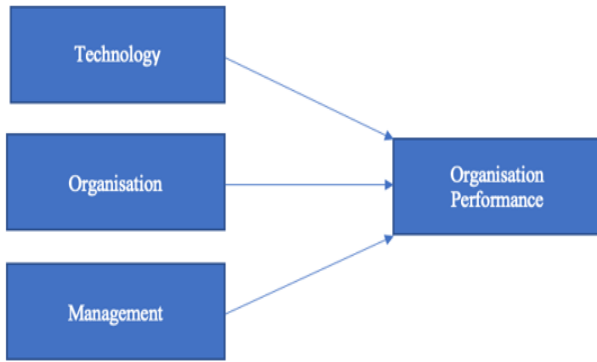 Technology
Organisation
Management
Organisation
Performance